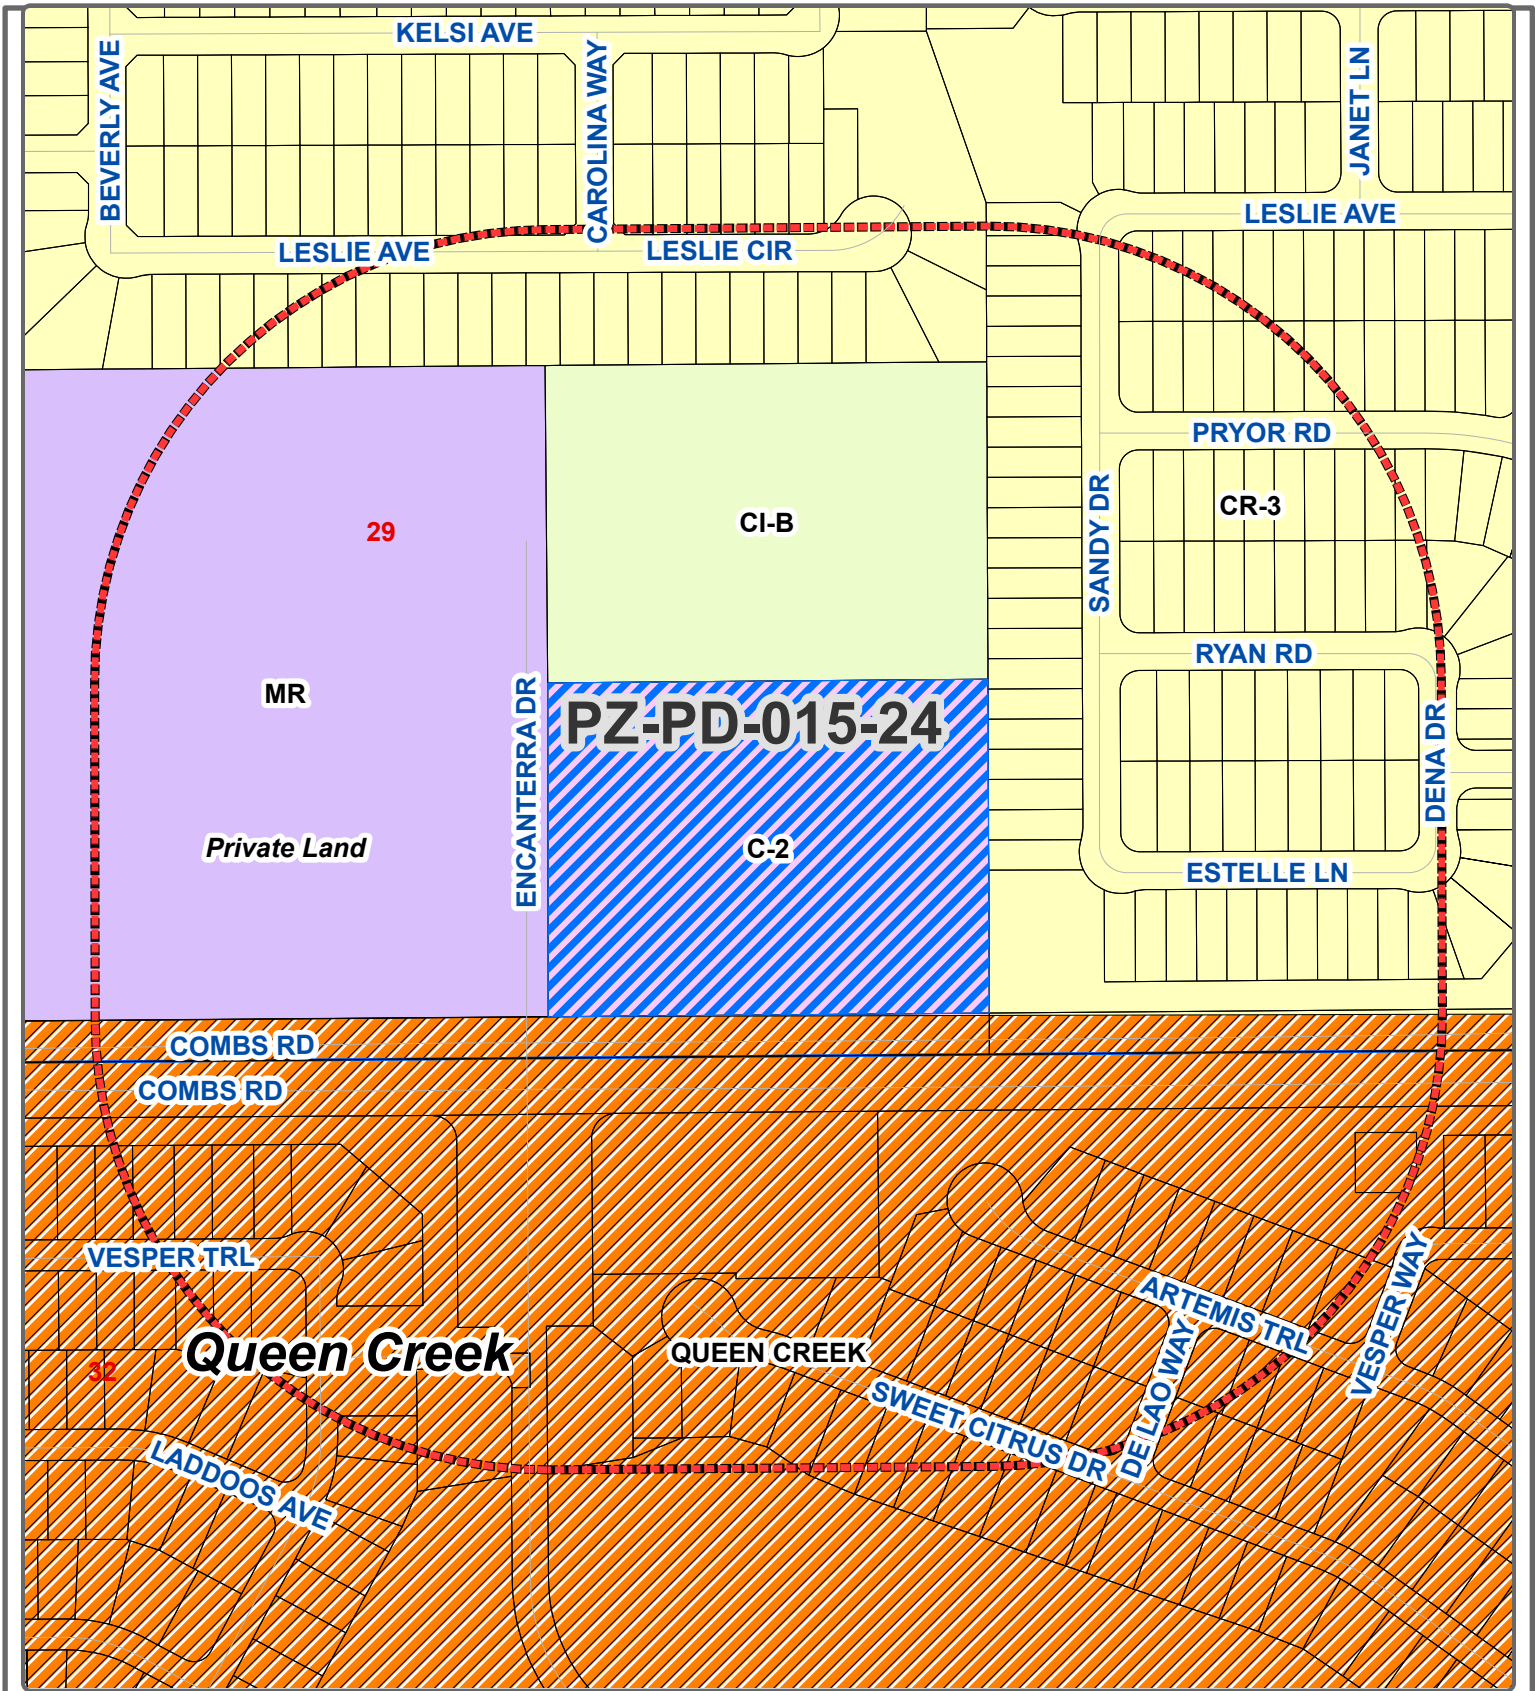 KELSI AVE
BEVERLY AVE
CAROLINA WAY
JANET LN
LESLIE AVE
LESLIE AVE
LESLIE CIR
PRYOR RD
CR-3
CI-B
29
SANDY DR
RYAN RD
MR
ENCANTERRA DR
PZ-PD-015-24
DENA DR
Private Land
C-2
ESTELLE LN
COMBS RD
COMBS RD
VESPER TRL
ARTEMIS TRL
VESPER WAY
Queen Creek
QUEEN CREEK
DE LAO WAY
32
SWEET CITRUS DR
LADDOOS AVE